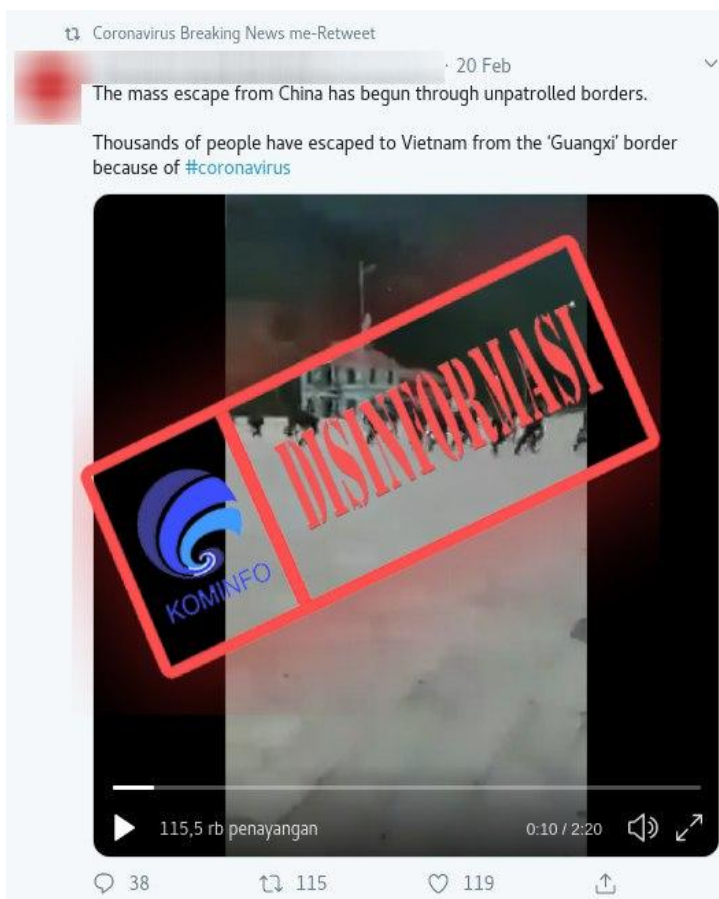 Coronavirus Breaking News me-Retweet
· 20 Feb
The mass escape from China has begun through unpatrolled borders.
Thousands of people have escaped to Vietnam from the 'Guangxi' border
because of #coronavirus
DISINFORMASI
KOMINFO
115,5 rb penayangan
0:10 / 2:20
38
115
119